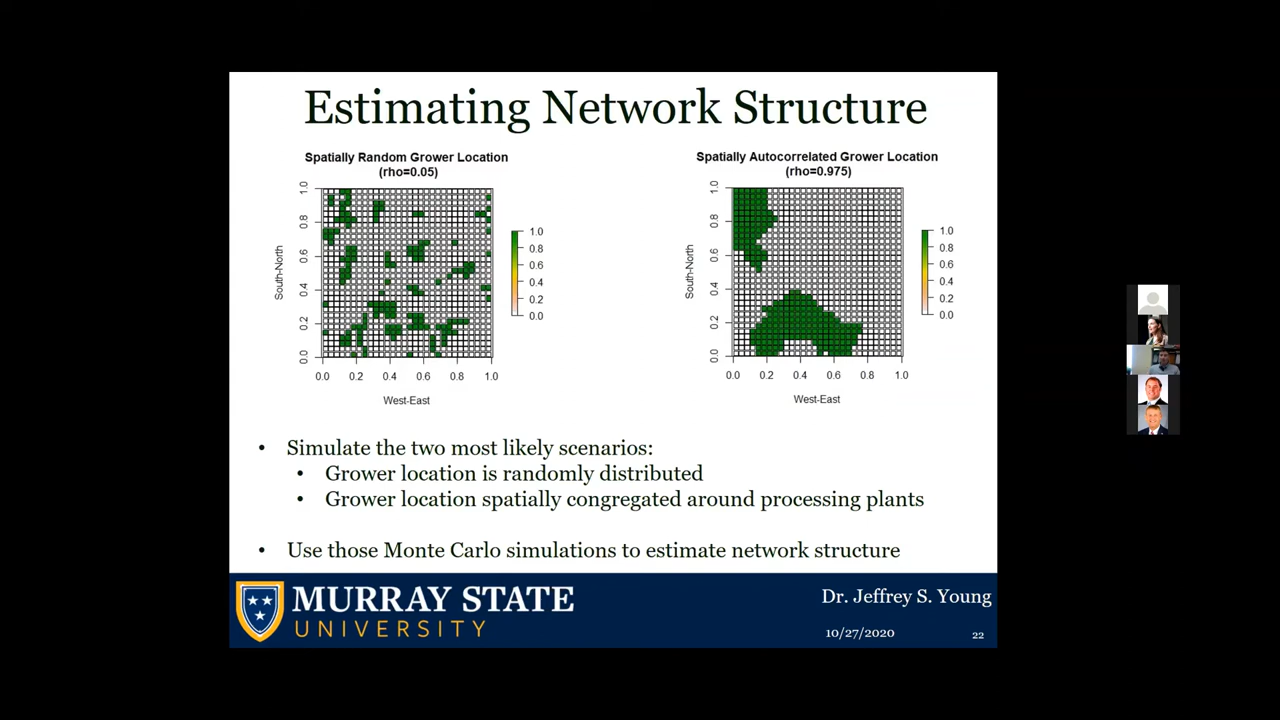 Estimating Network Structure
Spatially Random Grower Location
(rho=0.05)
1.0
0.8
0.6
0.4
0.2
0.0
South-North
0.0 0.2 0.4 0.6 0.8 1.0
West-East
1.0
0.8
0.6
0.4
0.2
0.0
Spatially Autocorrelated Grower Location
(rho=0.975)
1.0
0.8
0.6
0.4
0.2
0.0
South-North
0.0 0.2 0.4 0.6 0.8 1.0
West-East
1.0
0.8
0.6
0.4
0.2
0.0
• Simulate the two most likely scenarios:
• Grower location is randomly distributed
• Grower location spatially congregated around processing plants
• Use those Monte Carlo simulations to estimate network structure
MURRAY STATE
UNIVERSITY
Dr. Jeffrey S. Young
10/27/2020
22